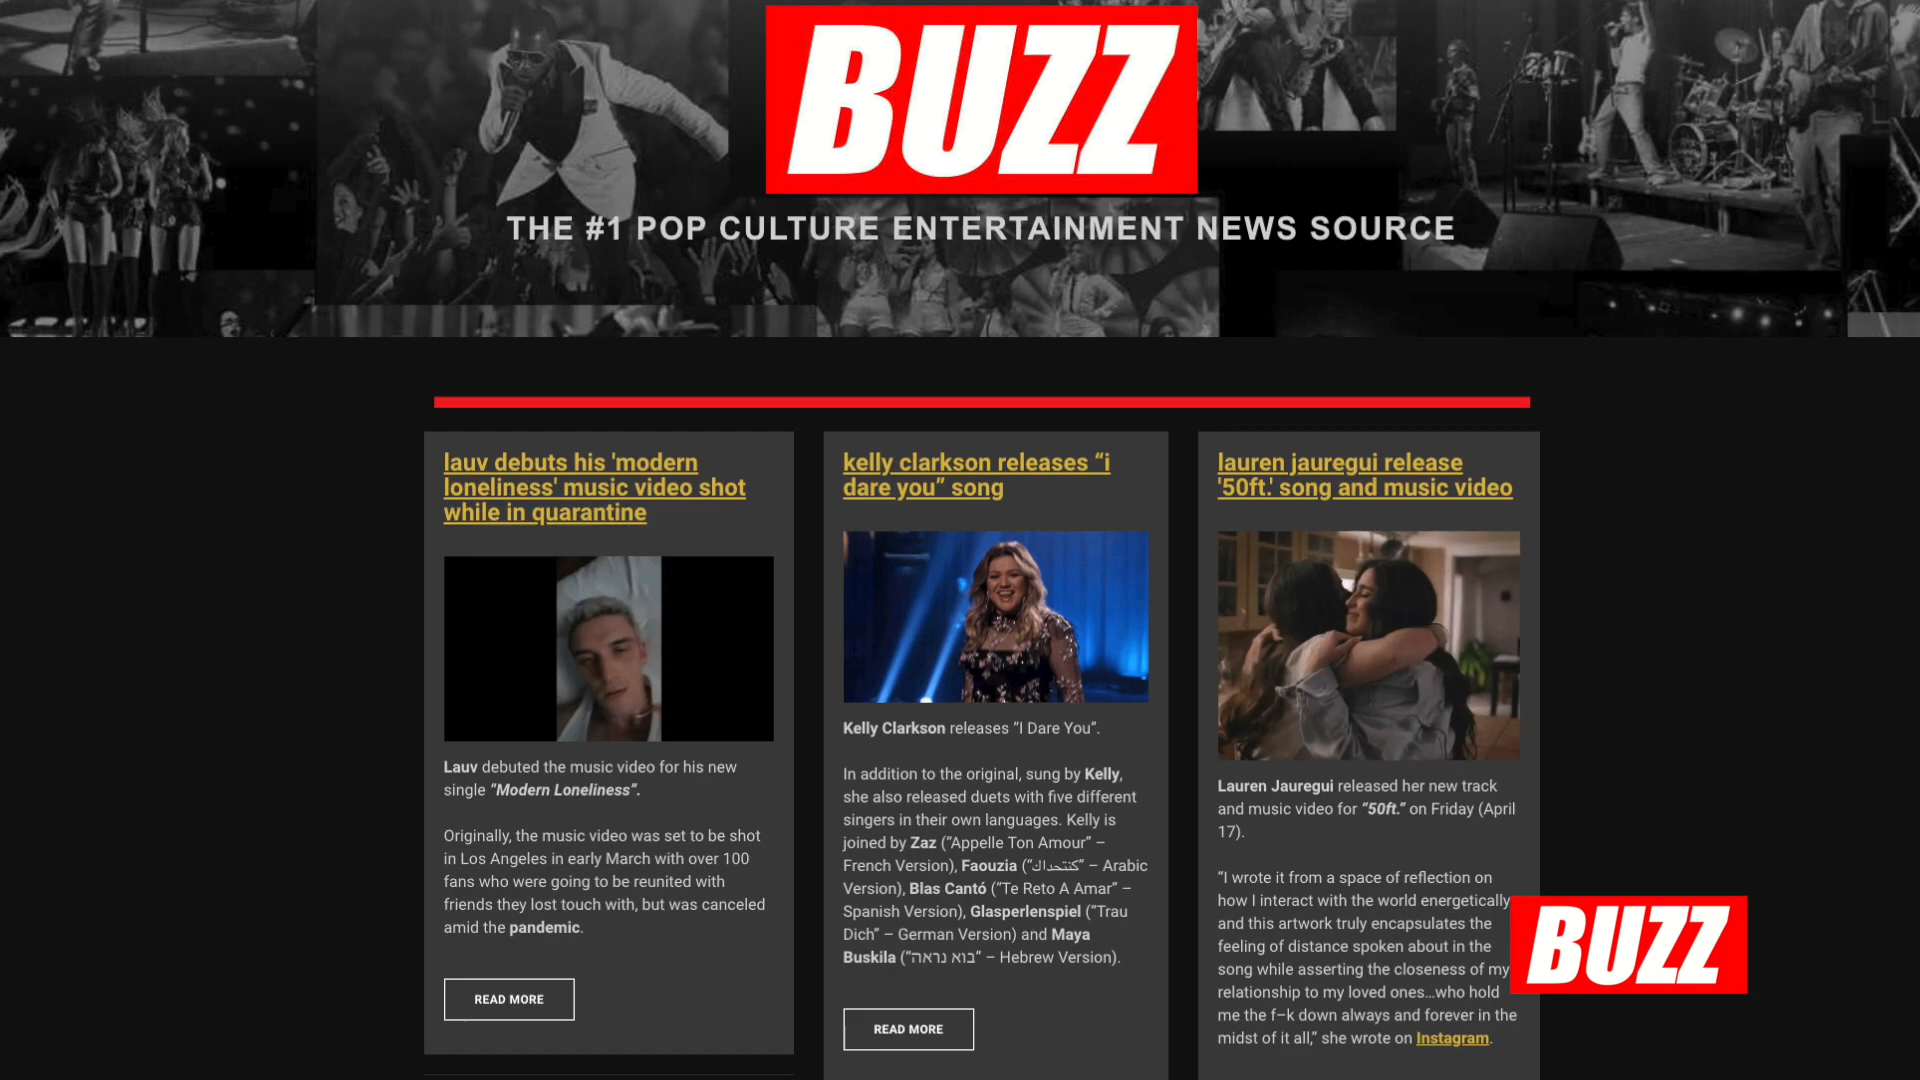 BUZZ
THE #1 POP CULTURE ENTERTAINMENT NEWS SOURCE
lauv debuts his 'modern
loneliness' music video shot
while in quarantine
Lauv debuted the music video for his new
single “Modern Loneliness”.
Originally, the music video was set to be shot
in Los Angeles in early March with over 100
fans who were going to be reunited with
friends they lost touch with, but was canceled
amid the pandemic.
READ MORE
kelly clarkson releases “i
dare you” song
Kelly Clarkson releases “I Dare You”.
In addition to the original, sung by Kelly,
she also released duets with five different
singers in their own languages. Kelly is
joined by Zaz (“Appelle Ton Amour” –
French Version), Faouzia (“كنتحداك” – Arabic
Version), Blas Cantó (“Te Reto A Amar” –
Spanish Version), Glasperlenspiel (“Trau
Dich” – German Version) and Maya
Buskila (“בוא נראה” – Hebrew Version).
READ MORE
lauren jauregui release
'50ft.' song and music video
Lauren Jauregui released her new track
and music video for “50ft.” on Friday (April
17).
“I wrote it from a space of reflection on
how I interact with the world energetically
and this artwork truly encapsulates the
feeling of distance spoken about in the
song while asserting the closeness of my
relationship to my loved ones…who hold
me the f–k down always and forever in the
midst of it all,” she wrote on Instagram.
BUZZ